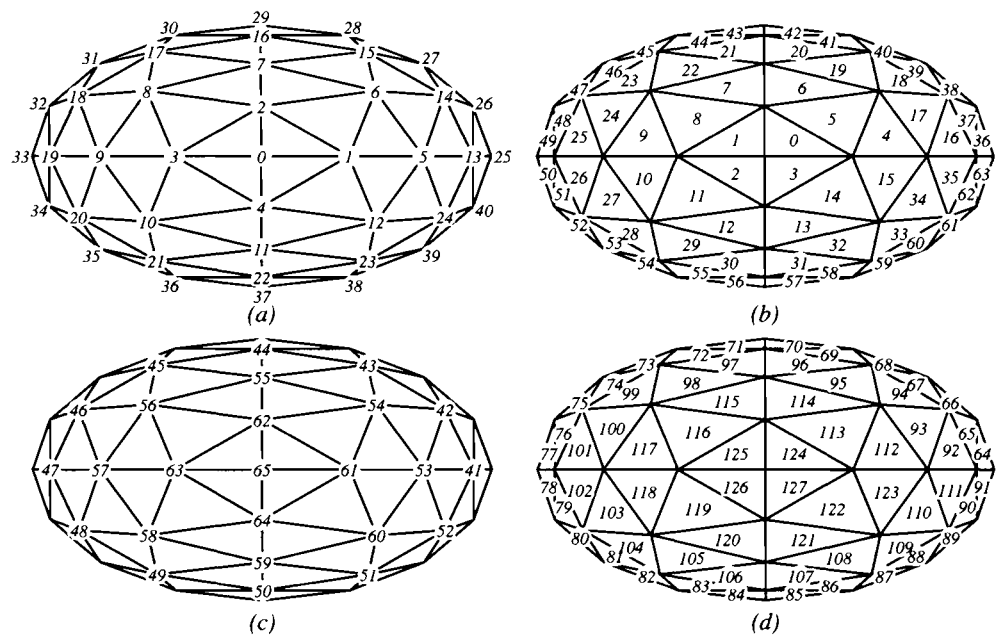 29
30 16 28
31 17 7 15 27
32 18 8 2 6 14 26
33 19 9 3 0 1 5 13 25
34 20 10 4 12 24 40
35 21 11 23 39
36 22 38
37
(a)
44 43 42 41
45 21 20 40
46 23 22 19 18 39
47 7 6 38
48 24 8 5 17 37
49 25 9 1 0 4 16 36
50 26 10 2 3 15 35 63
51 27 11 14 34 62
52 12 13 61
53 28 29 32 33 60
54 30 31 59
55 56 57 58
(b)
44
45 55 43
46 56 62 54 42
47 57 63 65 61 53 41
48 58 64 60 52
49 59 51
50
(c)
72 71 70 69
73 97 96 68
74 99 98 95 94 67
75 115 114 66
76 100 116 113 93 65
77 101 117 125 124 112 92 64
78 102 118 126 127 123 111 91
79 103 119 122 110 90
80 120 121 89
81 104 105 108 109 88
82 106 107 87
83 84 85 86
(d)